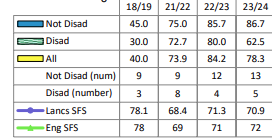 18/19 21/22 22/23 23/24
Not Disad 45.0 75.0 85.7 86.7
Disad 30.0 72.7 80.0 62.5
All 40.0 73.9 84.2 78.3
Not Disad (num) 9 9 12 13
Disad (number) 3 8 4 5
Lancs SFS 78.1 68.4 71.3 70.9
Eng SFS 78 69 71 72